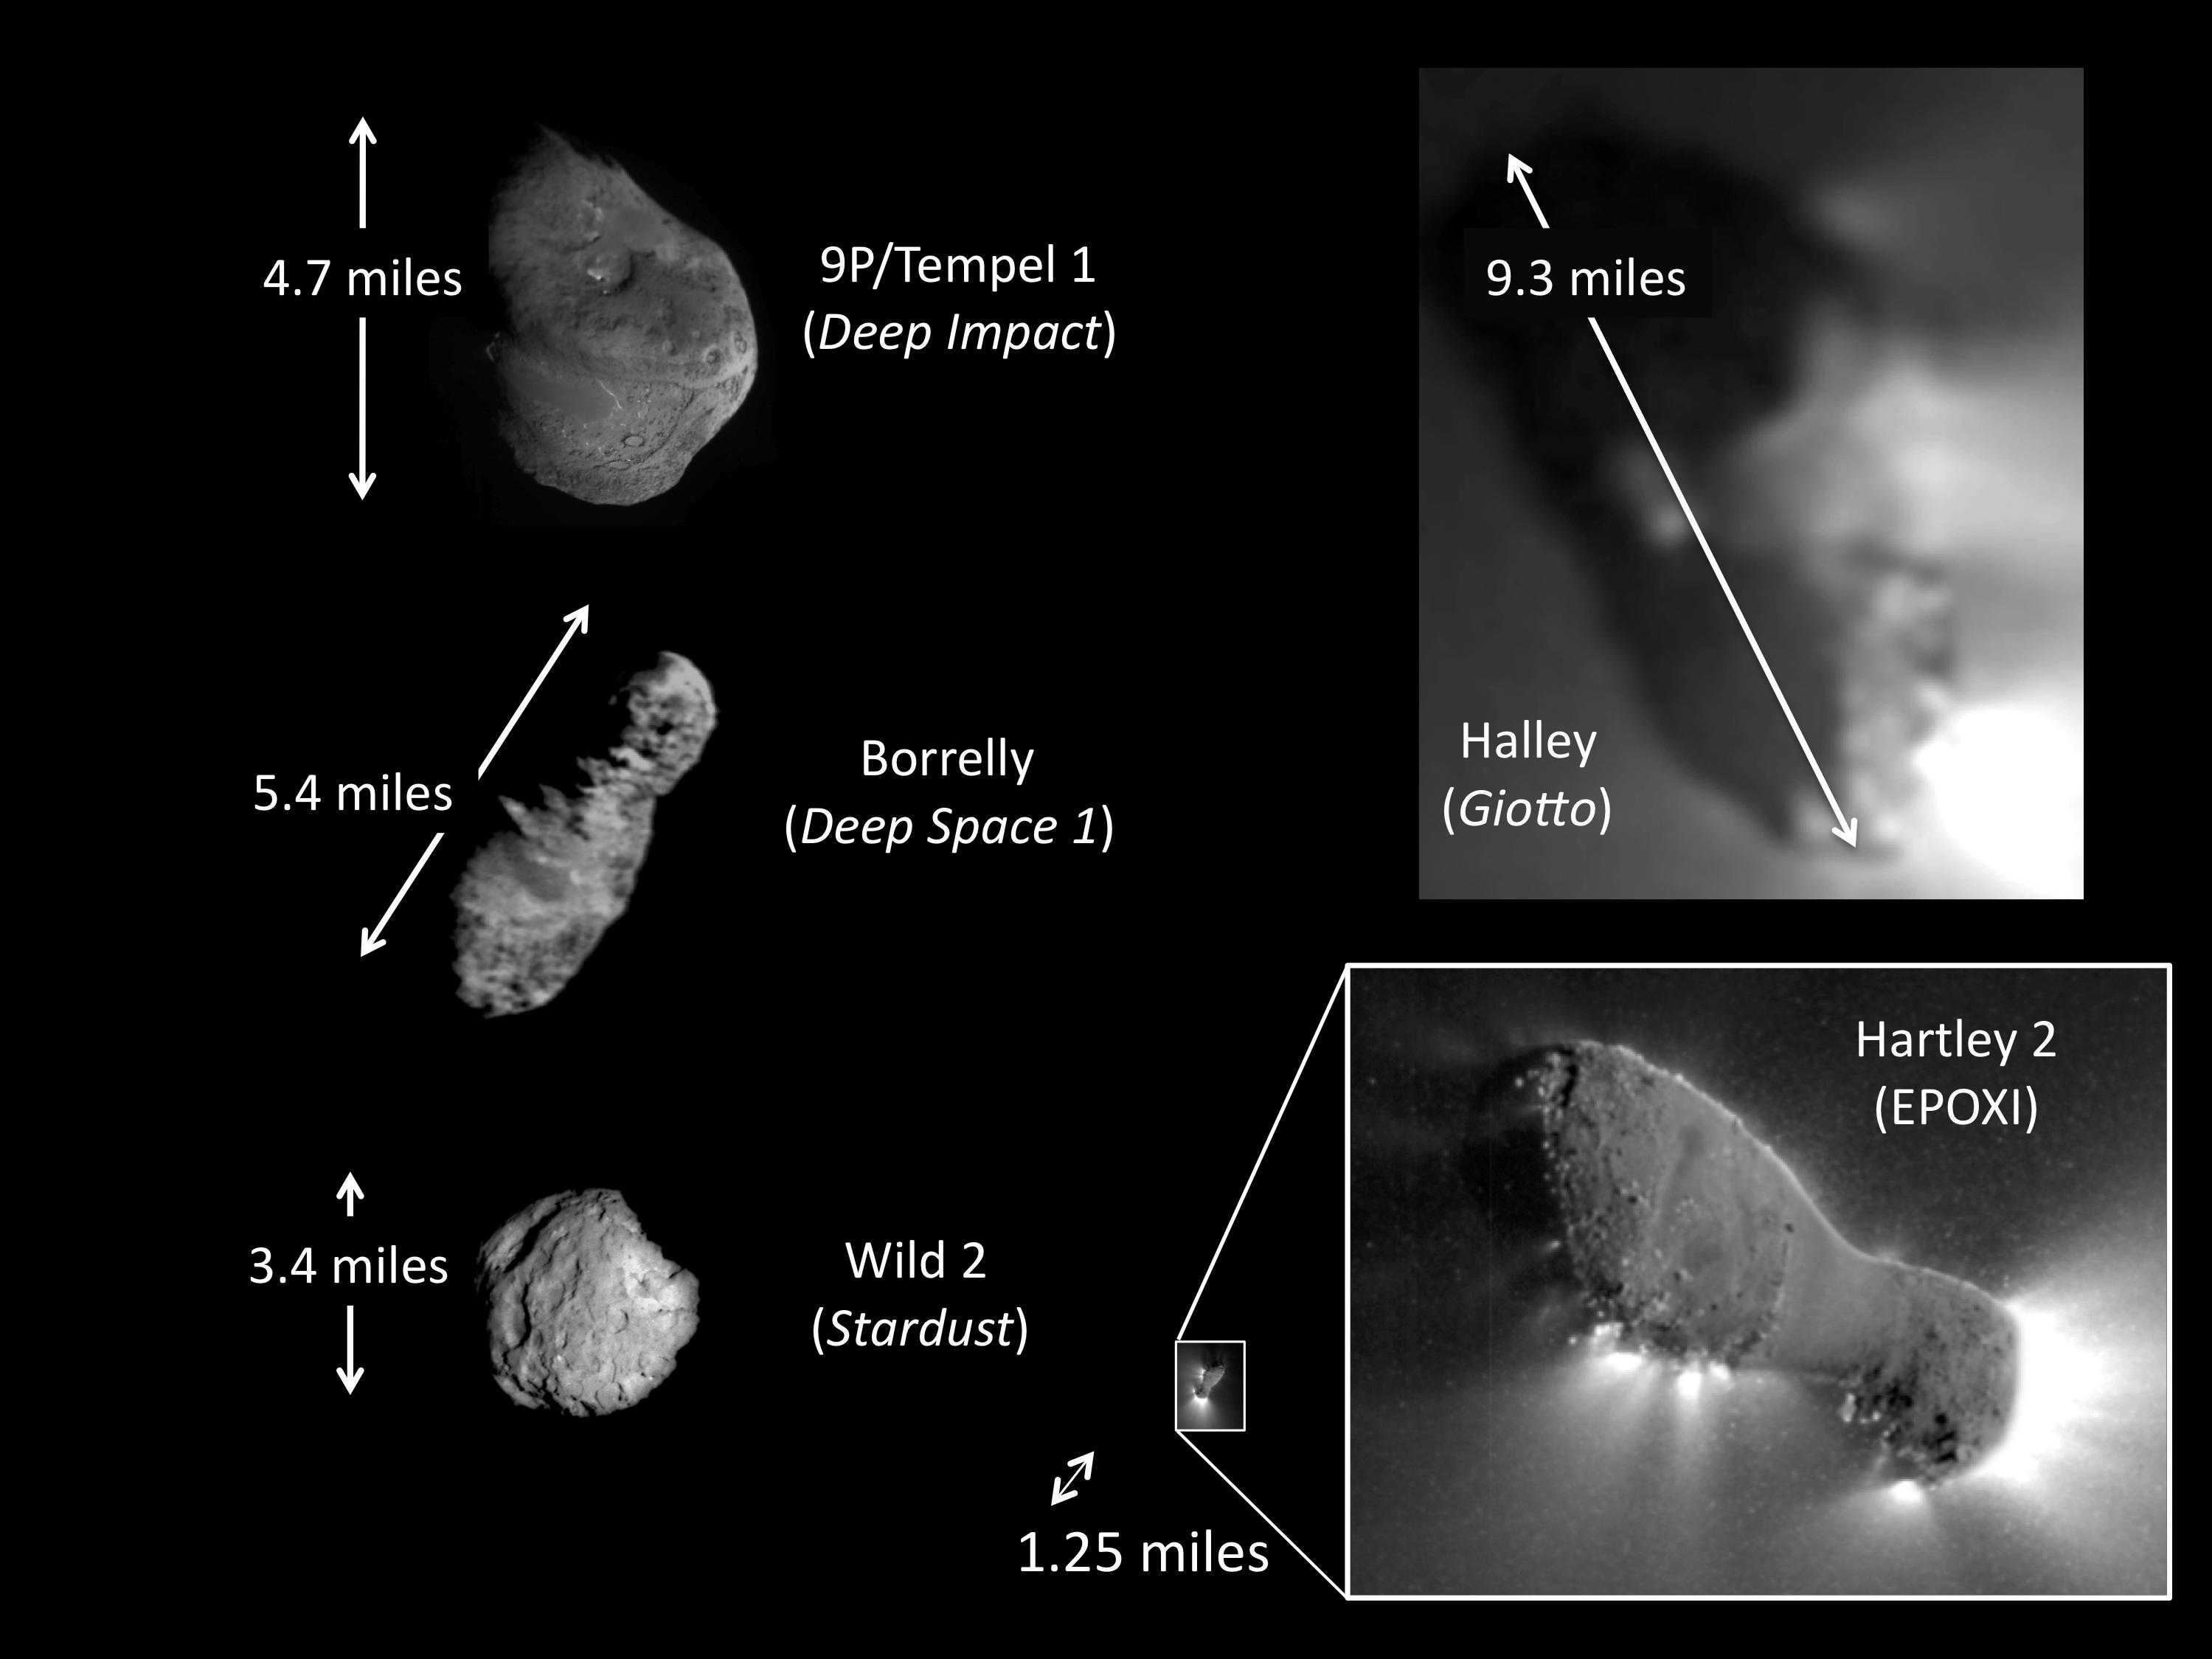 4.7 miles
9P/Tempel 1
(Deep Impact)
9.3 miles
Halley
(Giotto)
5.4 miles
Borrelly
(Deep Space 1)
Hartley 2
(EPOXI)
3.4 miles
Wild 2
(Stardust)
1.25 miles